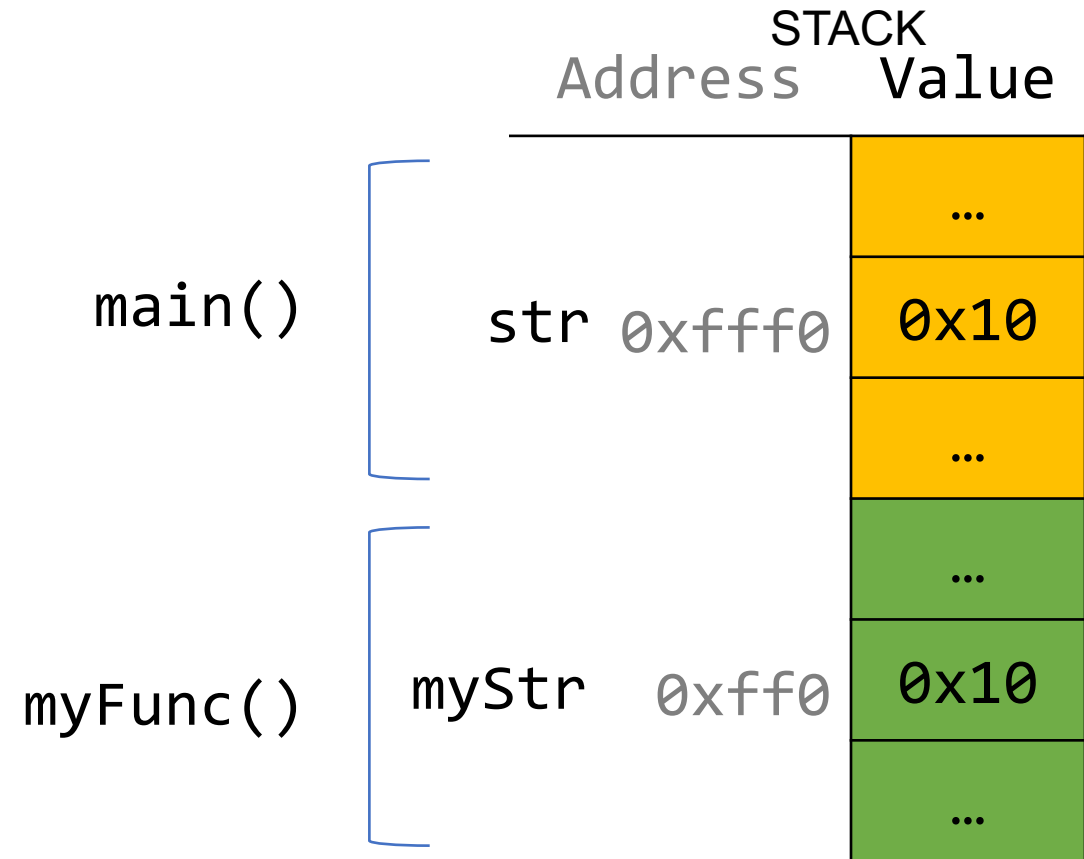 STACK
Address Value
…
main() str 0xfff0 0x10
…
…
myFunc() myStr 0xff0 0x10
…